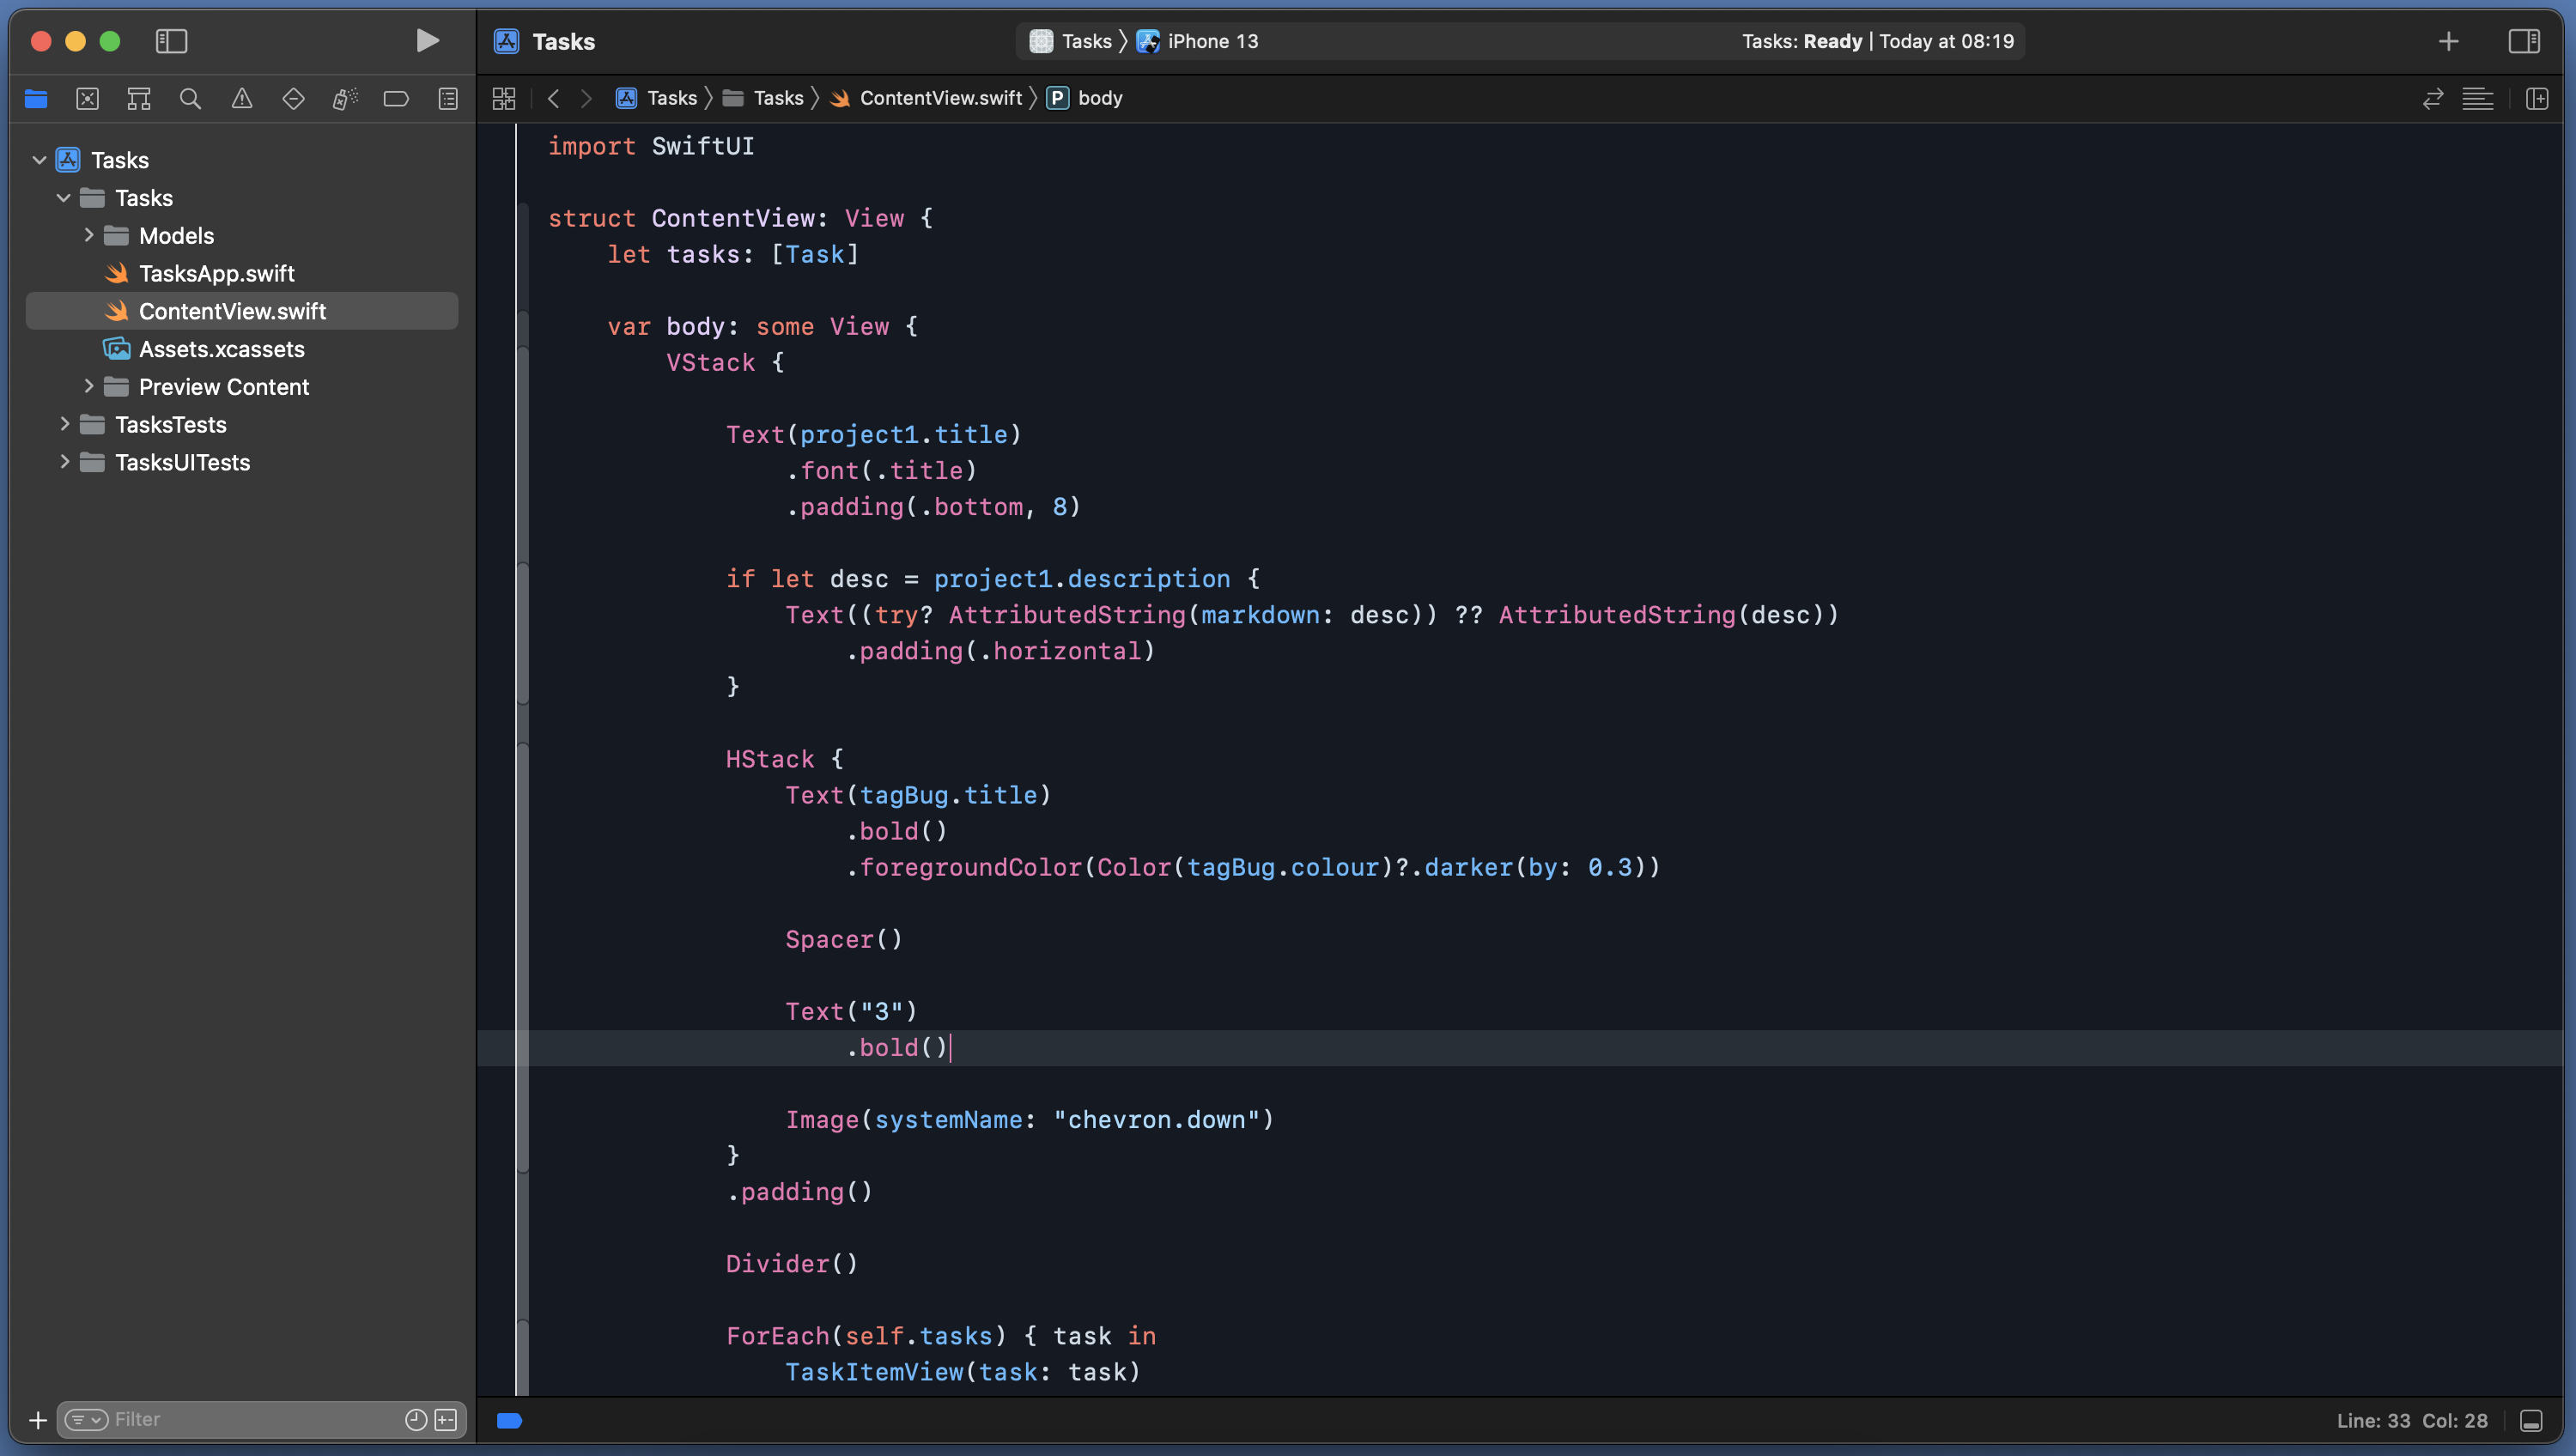 Tasks
Tasks
iPhone 13
Tasks: Ready | Today at 08:19
Tasks
Tasks
ContentView.swift
P
body
Tasks
Tasks
Models
TasksApp.swift
ContentView.swift
Assets.xcassets
Preview Content
TasksTests
TasksUITests
import SwiftUI
struct ContentView: View {
let tasks: [Task]
var body: some View {
VStack {
Text(project1.title)
.font(.title)
.padding(.bottom, 8)
if let desc = project1.description {
Text((try? AttributedString(markdown: desc)) ?? AttributedString(desc))
.padding(.horizontal)
}
HStack {
Text(tagBug.title)
.bold()
.foregroundColor(Color(tagBug.colour)?.darker(by: 0.3))
Spacer()
Text("3")
.bold()
Image(systemName: "chevron.down")
}
.padding()
Divider()
ForEach(self.tasks) { task in
TaskItemView(task: task)
Filter
Line: 33 Col: 28